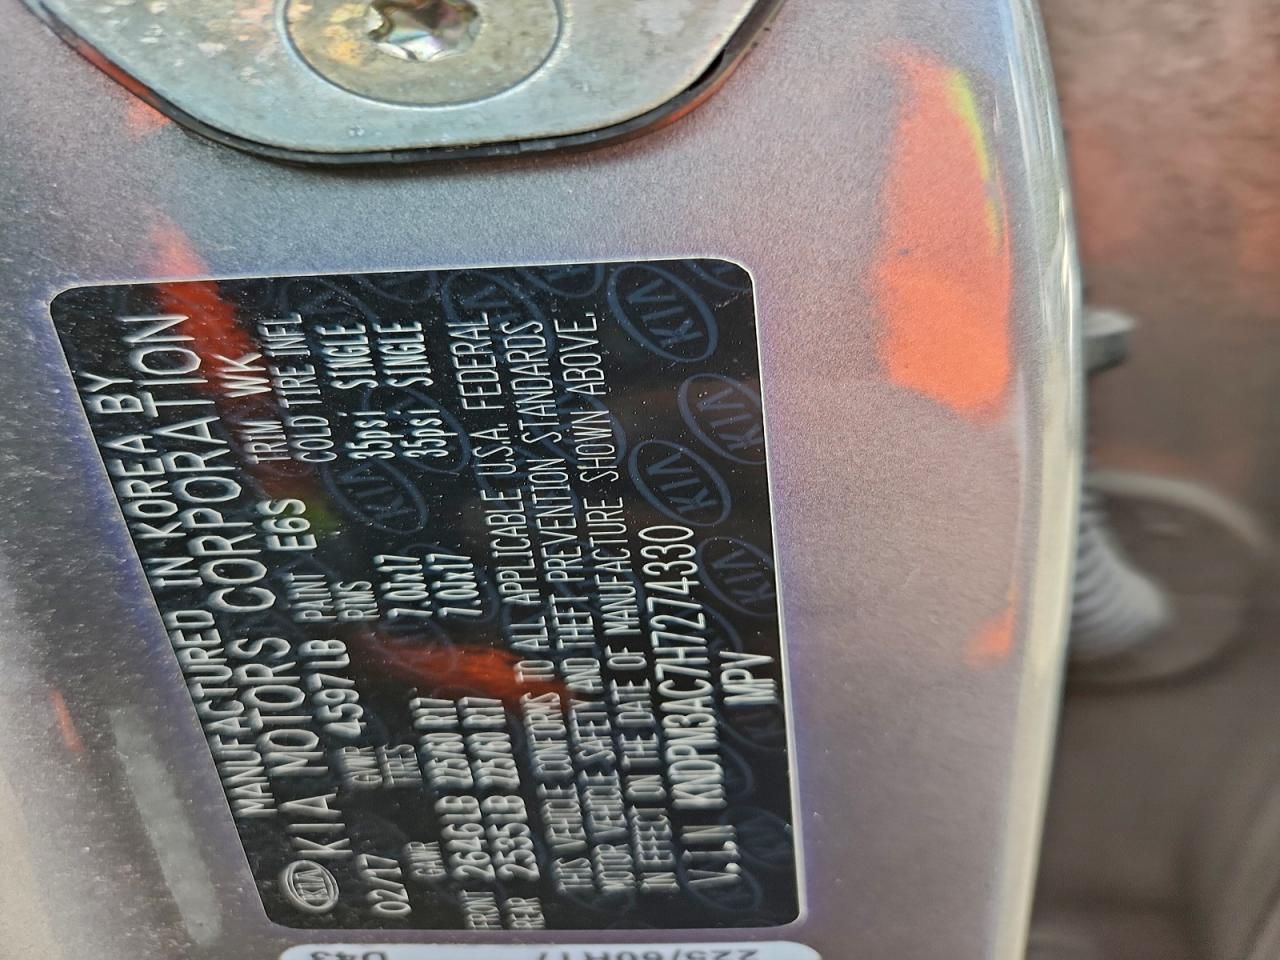 MANUFACTURED IN KOREA BY
KIA KIA MOTORS CORPORATION
02/17 GVWR 4597LB PAINT E6S TRIM WK
GAWR TIRES RIMS COLD TIRE INFL
FRONT 2646LB 225/60 R17 7.0Jx17 35psi SINGLE
REAR 2535LB 225/60 R17 7.0Jx17 35psi SINGLE
THIS VEHICLE CONFORMS TO ALL APPLICABLE U.S.A. FEDERAL
MOTOR VEHICLE SAFETY AND THEFT PREVENTION STANDARDS
IN EFFECT ON THE DATE OF MANUFACTURE SHOWN ABOVE.
V.I.N KNDPM3AC7H7274330
MPV
225/60R17
D43